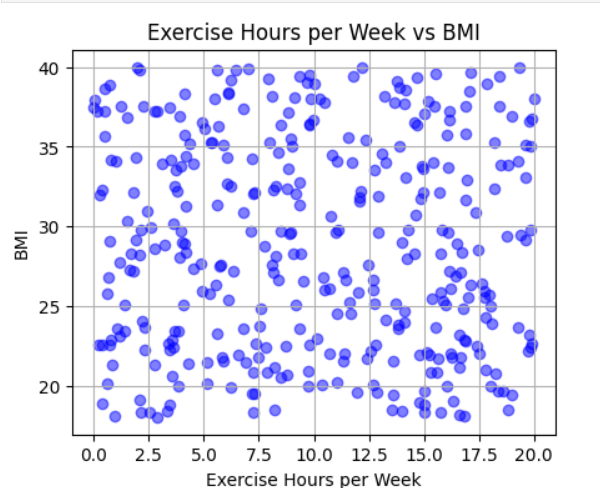 Exercise Hours per Week vs BMI
40
35
30
25
20
BMI
0.0 2.5 5.0 7.5 10.0 12.5 15.0 17.5 20.0
Exercise Hours per Week